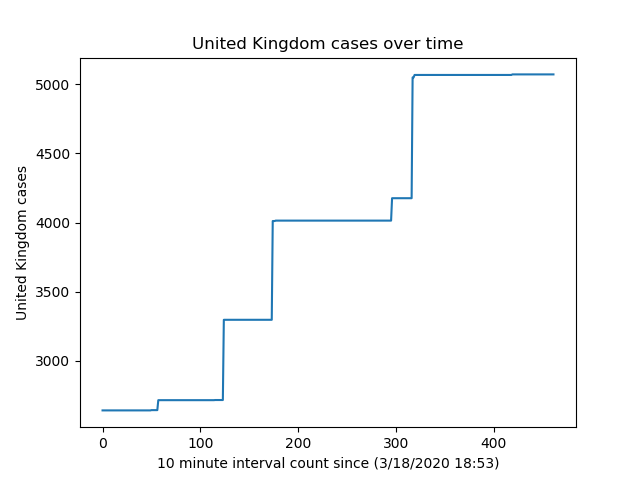 United Kingdom cases over time
United Kingdom cases
5000
4500
4000
3500
3000
0 100 200 300 400
10 minute interval count since (3/18/2020 18:53)